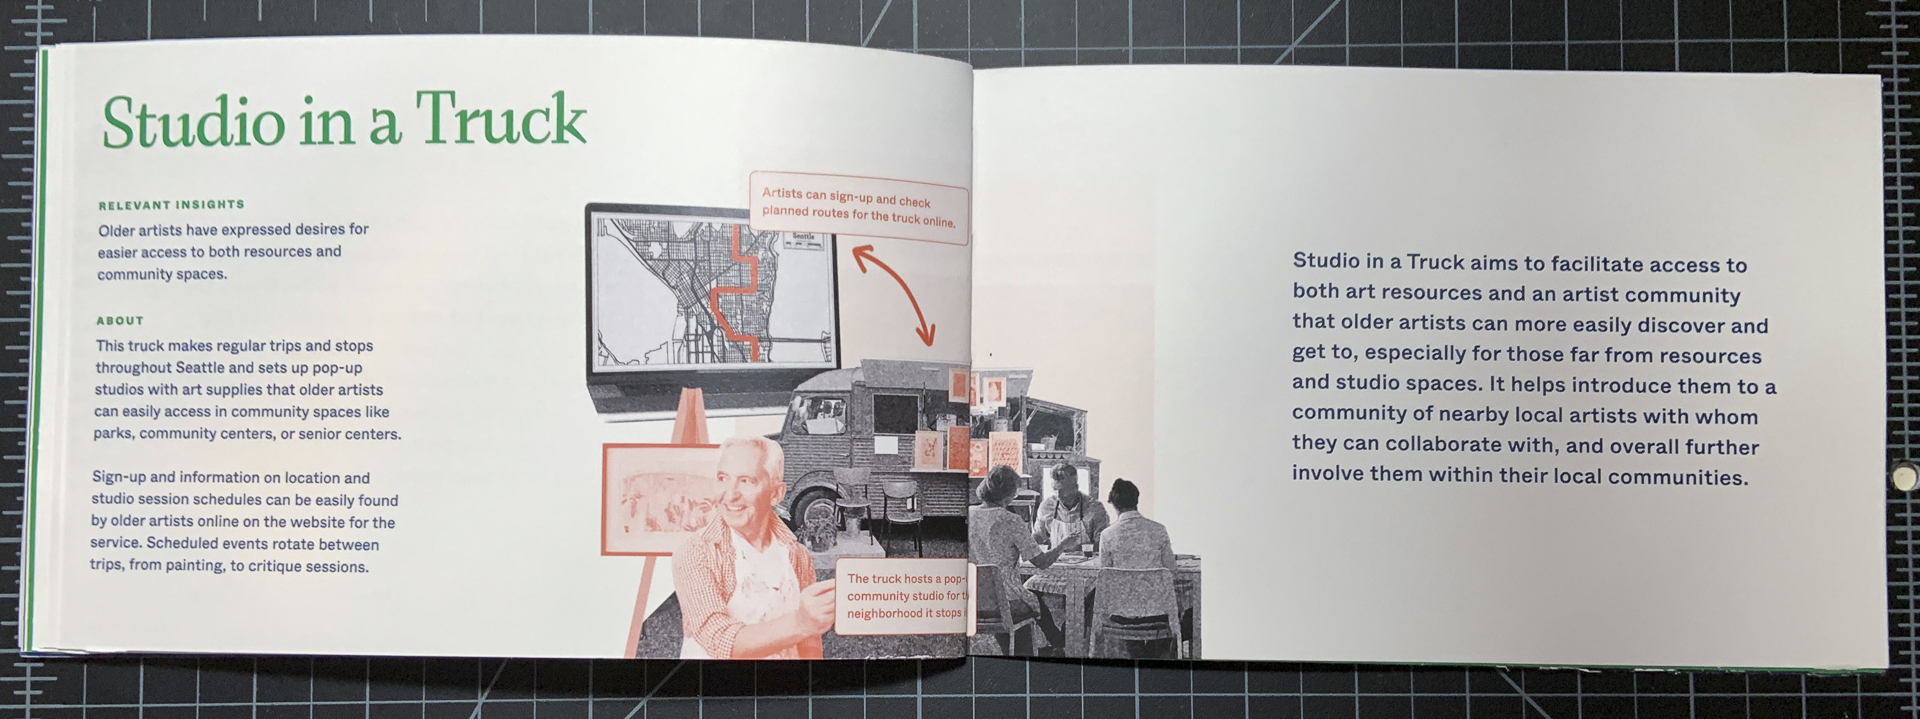 Studio in a Truck
RELEVANT INSIGHTS
Older artists have expressed desires for
easier access to both resources and
community spaces.
ABOUT
This truck makes regular trips and stops
throughout Seattle and sets up pop-up
studios with art supplies that older artists
can easily access in community spaces like
parks, community centers, or senior centers.
Sign-up and information on location and
studio session schedules can be easily found
by older artists online on the website for the
service. Scheduled events rotate between
trips, from painting, to critique sessions.
Artists can sign-up and check
planned routes for the truck online.
Seattle
The truck hosts a pop-
community studio for
neighborhood it stops
Studio in a Truck aims to facilitate access to
both art resources and an artist community
that older artists can more easily discover and
get to, especially for those far from resources
and studio spaces. It helps introduce them to a
community of nearby local artists with whom
they can collaborate with, and overall further
involve them within their local communities.